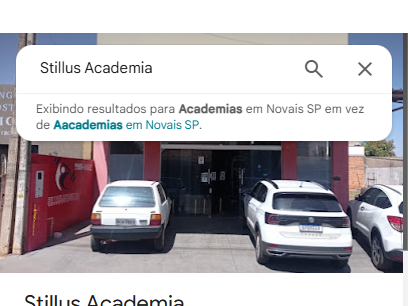 Stillus Academia
Exibindo resultados para Academias em Novais SP em vez
de Aacademias em Novais SP.
Stillus Academia